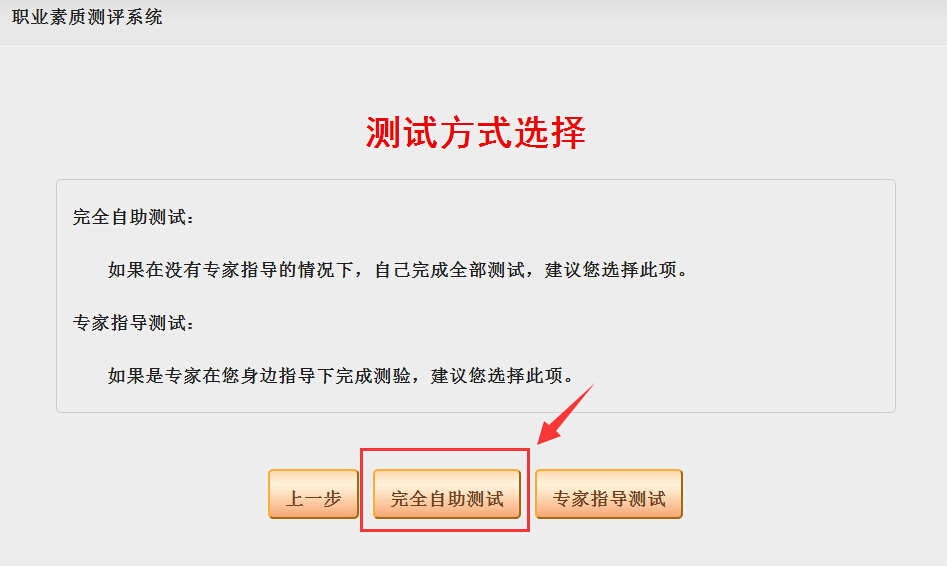 职业素质测评系统
测试方式选择
完全自助测试：
如果在没有专家指导的情况下，自己完成全部测试，建议您选择此项。
专家指导测试：
如果是专家在您身边指导下完成测验，建议您选择此项。
上一步 完全自助测试 专家指导测试